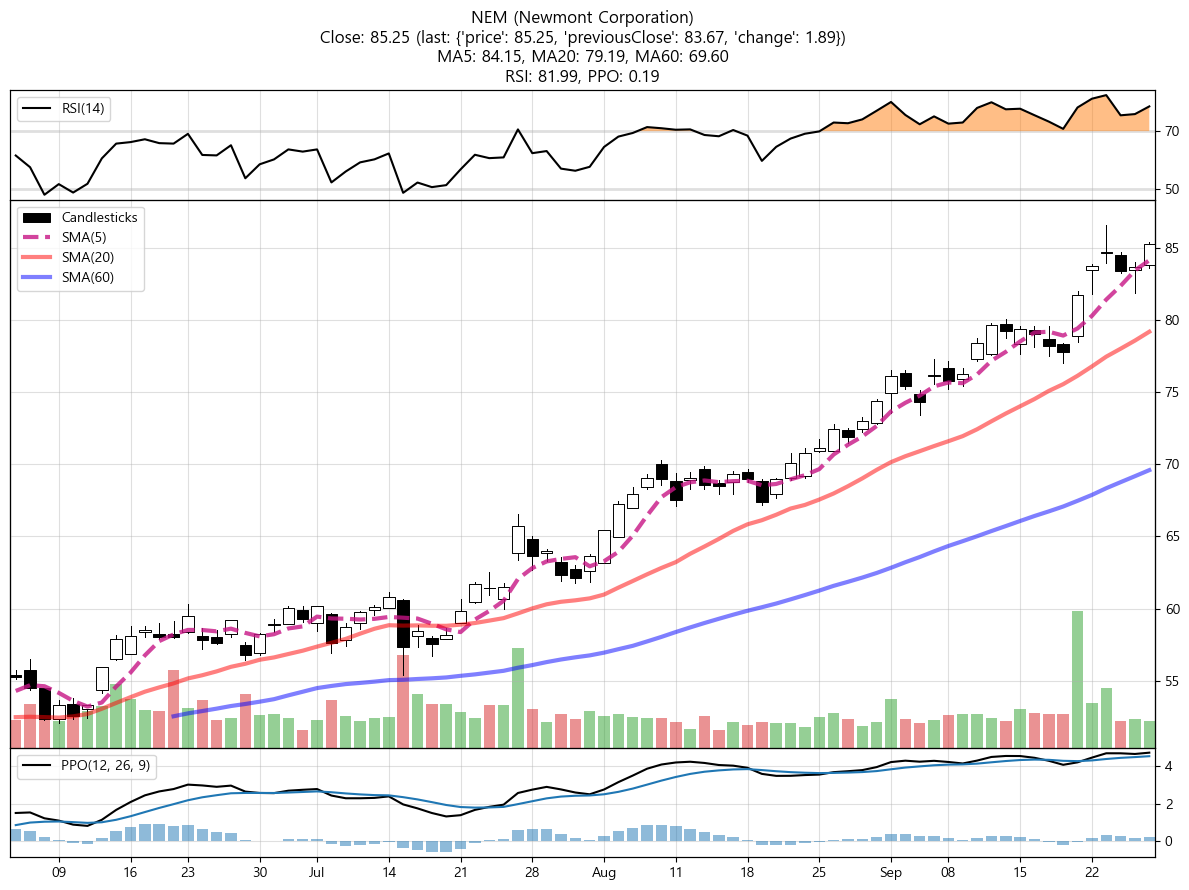 NEM (Newmont Corporation)
Close: 85.25 (last: {'price': 85.25, 'previousClose': 83.67, 'change': 1.89})
MA5: 84.15, MA20: 79.19, MA60: 69.60
RSI: 81.99, PPO: 0.19
RSI(14)
70
50
Candlesticks
SMA(5)
SMA(20)
SMA(60)
85
80
75
70
65
60
55
PPO(12, 26, 9)
4
2
0
09 16 23 30 Jul 14 21 28 Aug 11 18 25 Sep 08 15 22